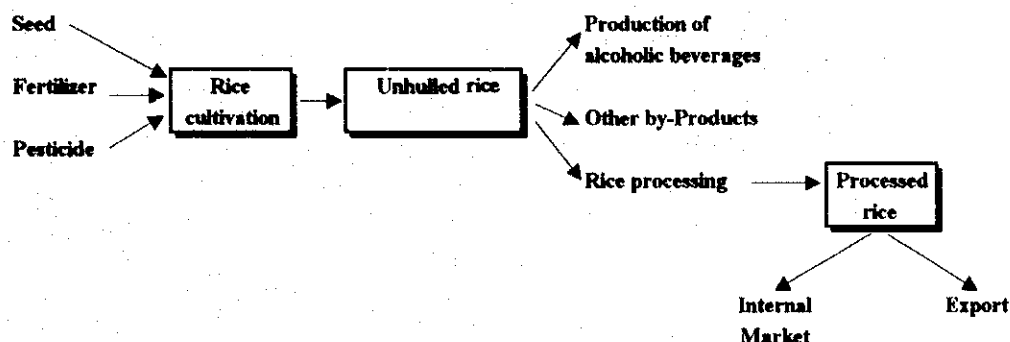 Seed
Fertilizer
Pesticide
Rice
cultivation
Unhulled rice
Production of
alcoholic beverages
Other by-Products
Rice processing
Processed
rice
Internal
Market
Export